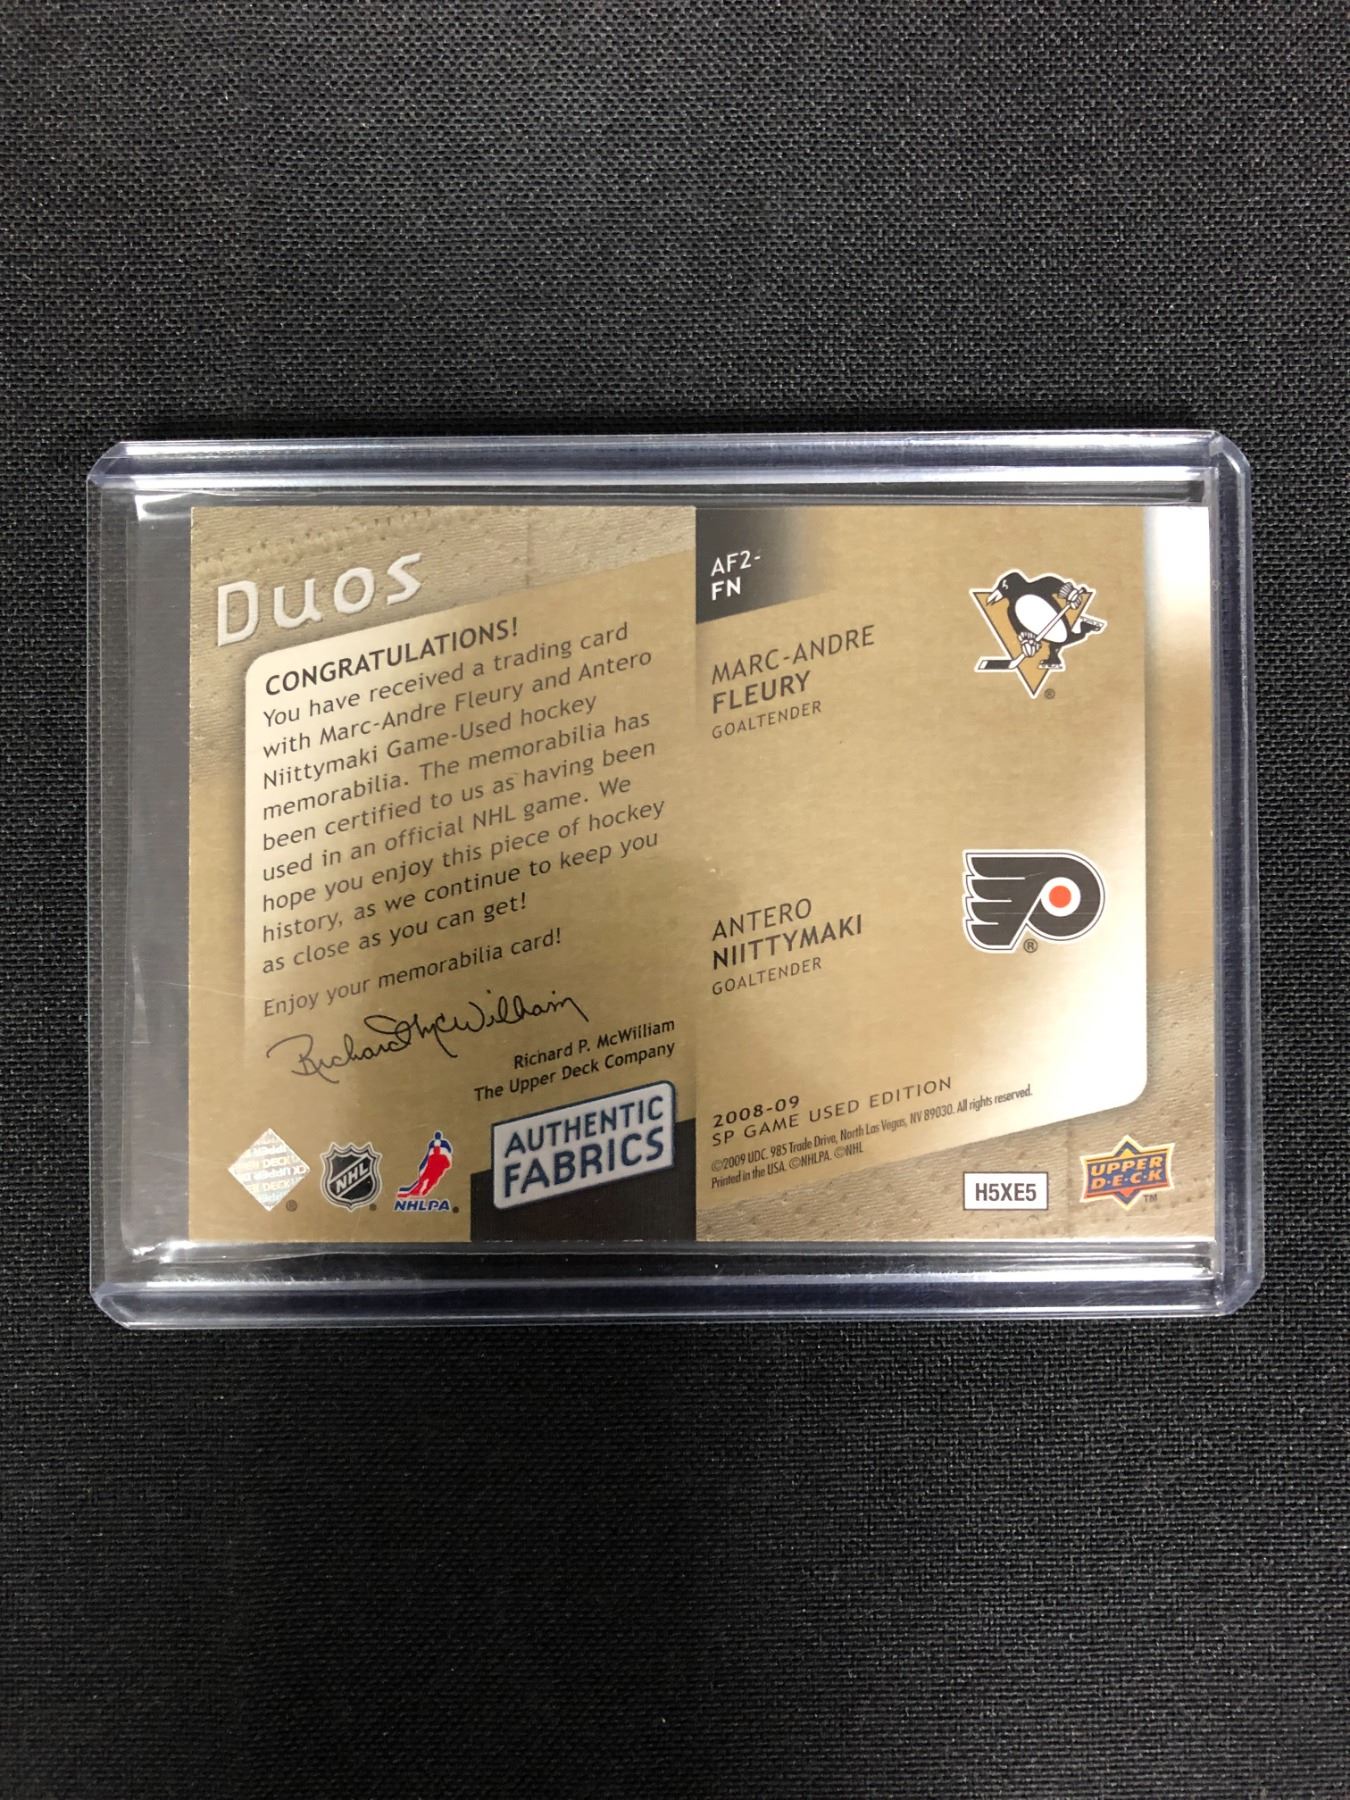 Duos
CONGRATULATIONS!
You have received a trading card
with Marc-Andre Fleury and Antero
Niittymaki Game-Used hockey
memorabilia. The memorabilia has
been certified to us as having been
used in an official NHL game. We
hope you enjoy this piece of hockey
history, as we continue to keep you
as close as you can get!
Enjoy your memorabilia card!
Richard McWilliam
Richard P. McWilliam
The Upper Deck Company
NHL ®
NHLPA ®
AUTHENTIC
FABRICS
AF2-
FN
MARC-ANDRE
FLEURY
GOALTENDER
®
ANTERO
NIITTYMAKI
GOALTENDER
®
2008-09
SP GAME USED EDITION
©2009 UDC. 985 Trade Drive, North Las Vegas, NV 89030. All rights reserved.
Printed in the USA. ©NHLPA. ©NHL
H5XE5
UPPER
D·E·C·K
TM